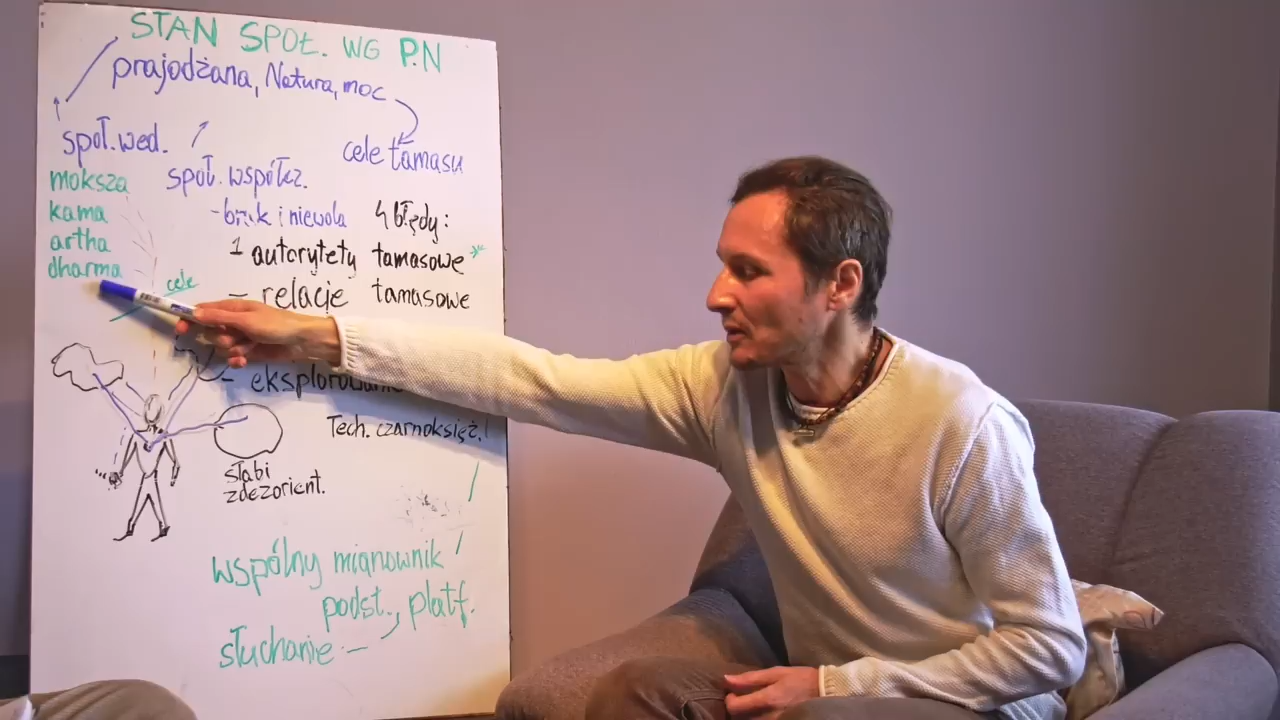 STAN SPOŁ. WG P.N
prajodżana, Natura, moc
społ. wed.
cele tamasu
moksza
kama
artha
dharma
społ. współcz.
- brak i niewola
4 błędy:
1 autorytety tamasowe *
- relacje tamasowe
cele
- eksplorowanie
Tech. czarnoksięż.!
słabi
zdezorient.
wspólny mianownik
podst., platf.
słuchanie -